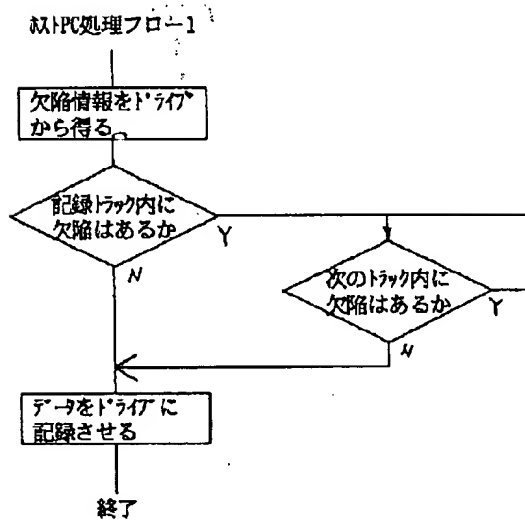 ホストPC処理フロー1
欠陥情報をドライブ
から得る
記録トラック内に
欠陥はあるか
Y
N
次のトラック内に
欠陥はあるか
Y
N
データをドライブに
記録させる
終了